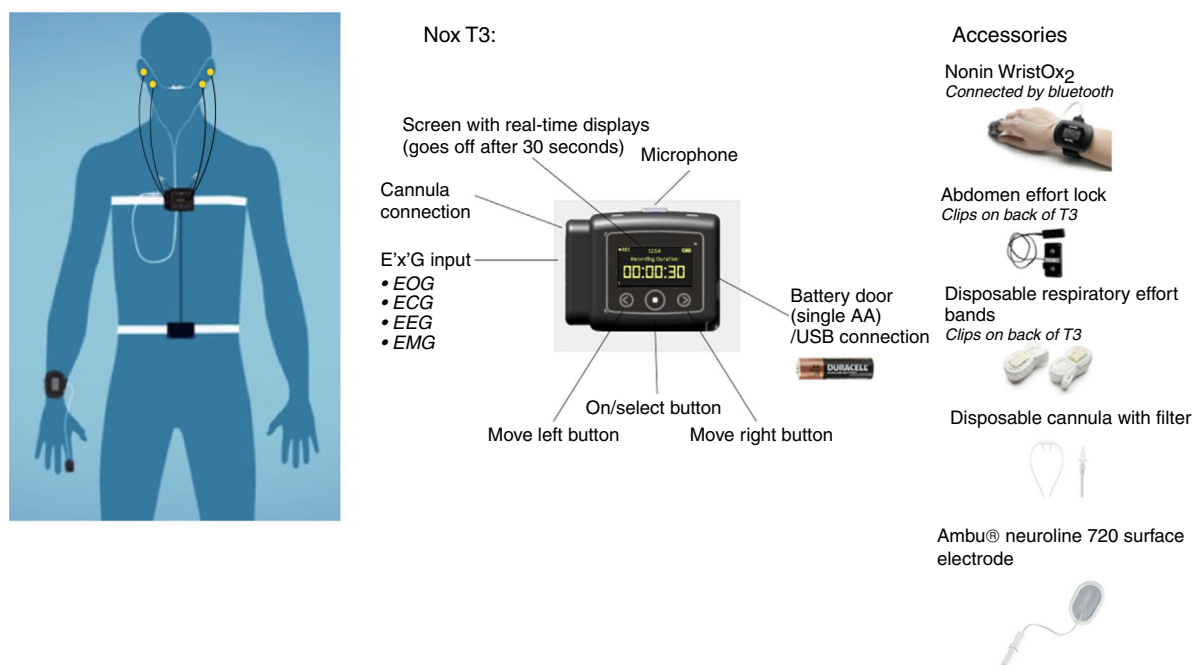 Nox T3:
Screen with real-time displays
(goes off after 30 seconds)
Microphone
Cannula
connection
E'x'G input
• EOG
• ECG
• EEG
• EMG
REC 12:54
Recording Duration:
00:00:30
Battery door
(single AA)
/USB connection
DURACELL
On/select button
Move left button
Move right button
Accessories
Nonin WristOx2
Connected by bluetooth
Abdomen effort lock
Clips on back of T3
Disposable respiratory effort
bands
Clips on back of T3
Disposable cannula with filter
Ambu® neuroline 720 surface
electrode